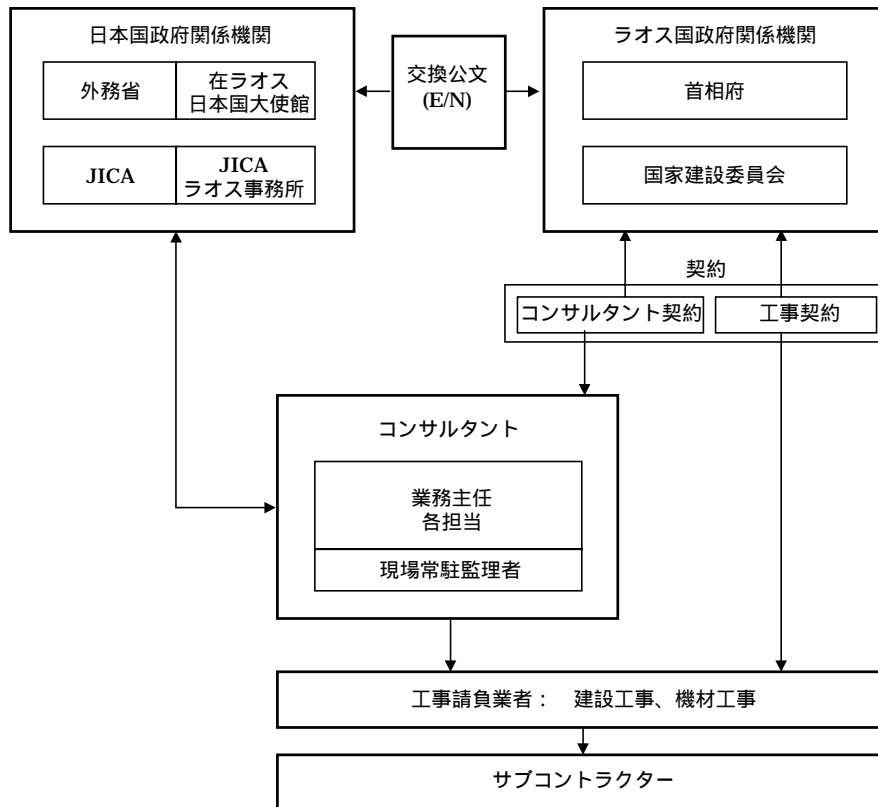 日本国政府関係機関
外務省
在ラオス
日本国大使館
JICA
JICA
ラオス事務所
交換公文
(E/N)
ラオス国政府関係機関
首相府
国家建設委員会
契約
コンサルタント契約
工事契約
コンサルタント
業務主任
各担当
現場常駐監理者
工事請負業者： 建設工事、機材工事
サブコントラクター